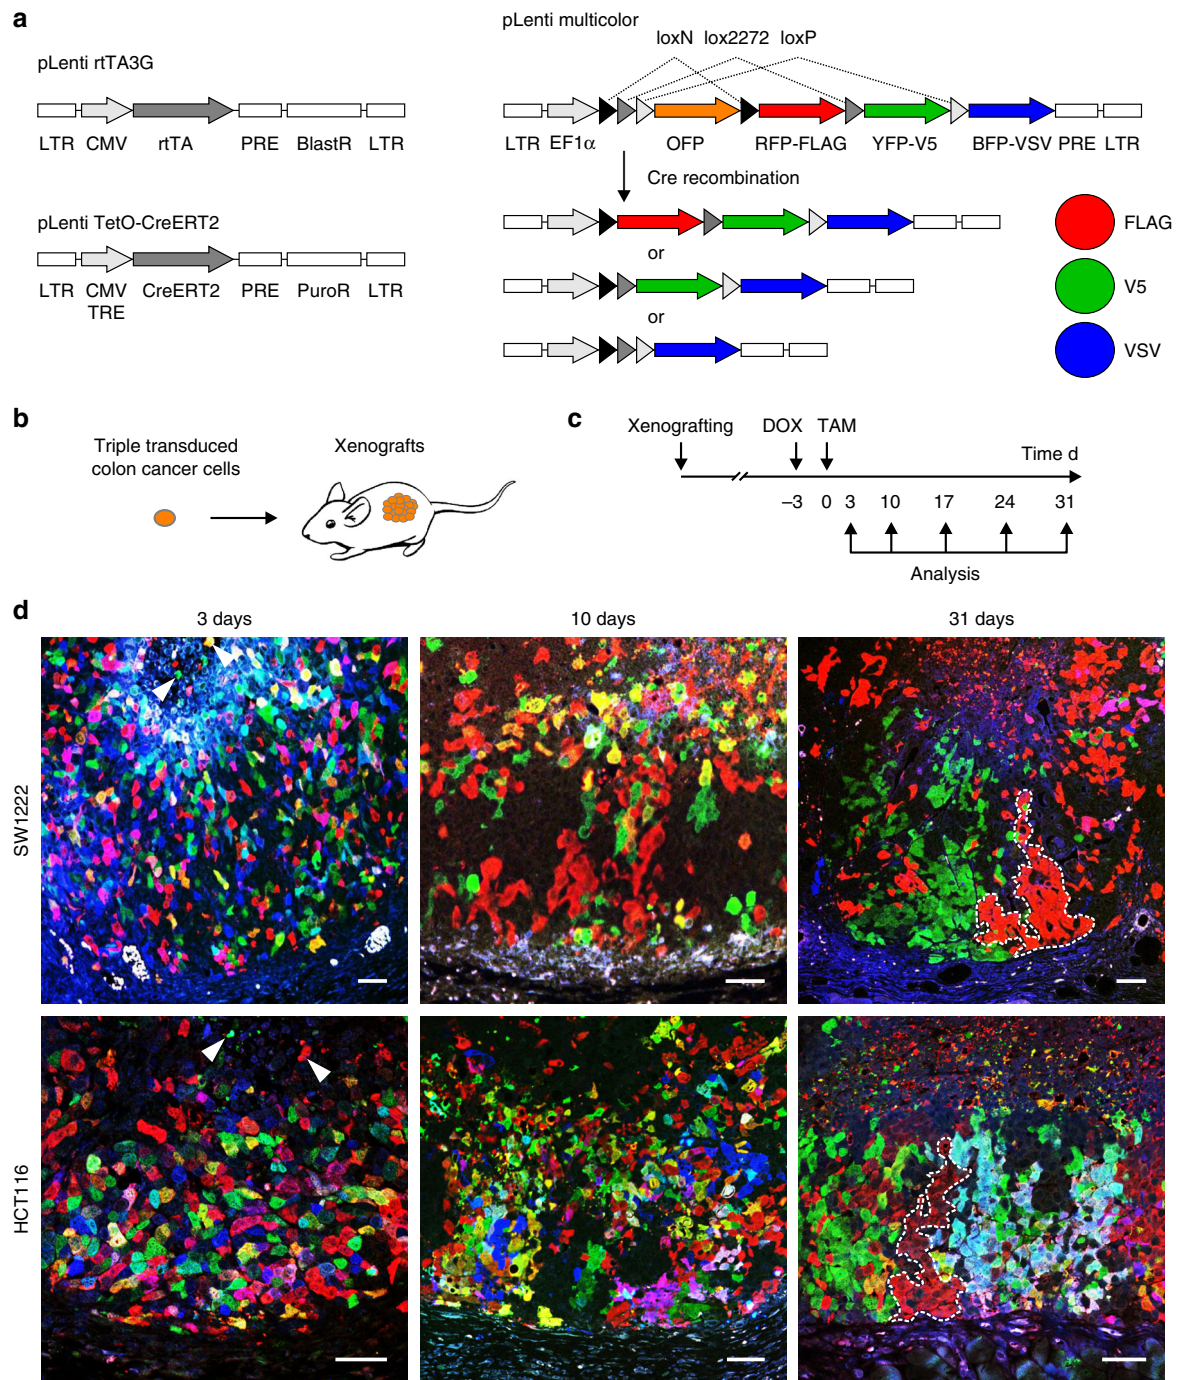 a
pLenti rtTA3G
LTR CMV rtTA PRE BlastR LTR
pLenti TetO-CreERT2
LTR CMV CreERT2 PRE PuroR LTR
TRE
pLenti multicolor
loxN lox2272 loxP
LTR EF1α OFP RFP-FLAG YFP-V5 BFP-VSV PRE LTR
Cre recombination
or
or
FLAG
V5
VSV
b
Triple transduced
colon cancer cells
Xenografts
c
Xenografting DOX TAM
Time d
–3 0 3 10 17 24 31
Analysis
d
3 days 10 days 31 days
SW1222
HCT116